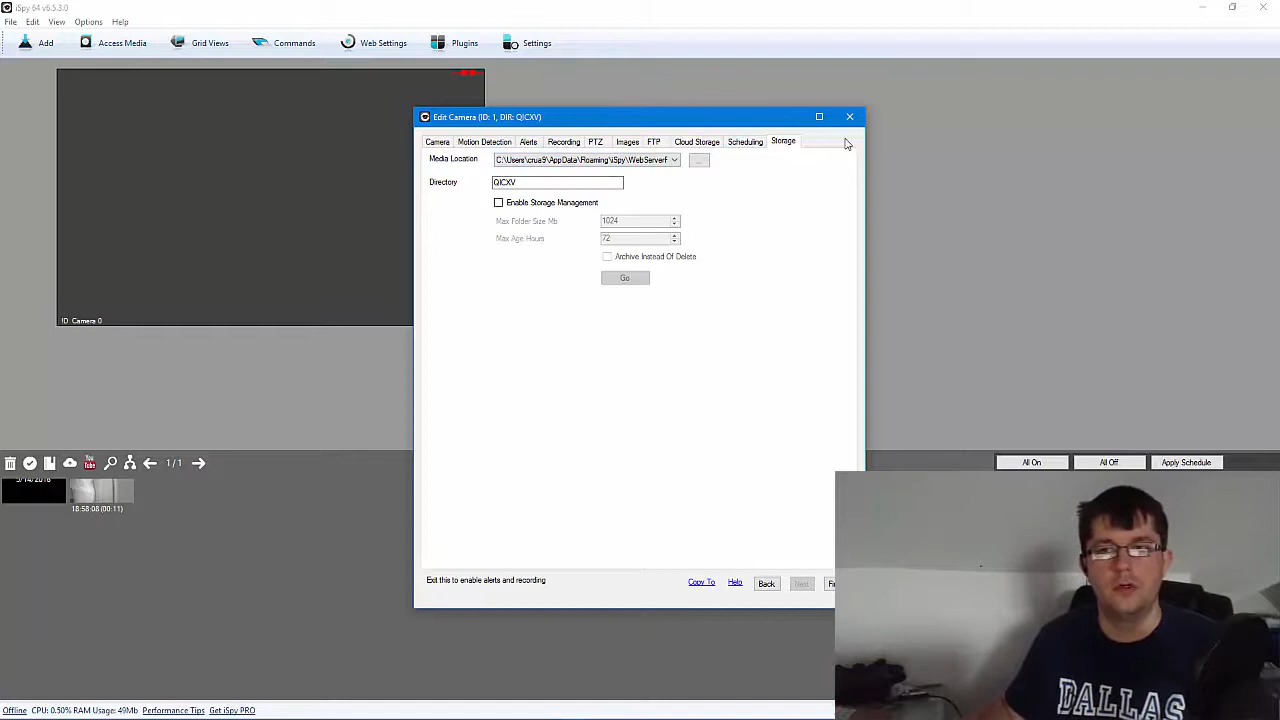 iSpy 64 v6.5.3.0
File Edit View Options Help
Add Access Media Grid Views Commands Web Settings Plugins Settings
Edit Camera (ID: 1, DIR: QICXV)
Camera Motion Detection Alerts Recording PTZ Images FTP Cloud Storage Scheduling Storage
Media Location C:\Users\crua9\AppData\Roaming\iSpy\WebServerF ...
Directory QICXV
Enable Storage Management
Max Folder Size Mb 1024
Max Age Hours 72
Archive Instead Of Delete
Go
Camera 0
You Tube 1 / 1
All On All Off Apply Schedule
18:58:08 (00:11)
Exit this to enable alerts and recording
Copy To Help Back Next
DALLAS
Offline CPU: 0.50% RAM Usage: 49Mb Performance Tips Get iSpy PRO